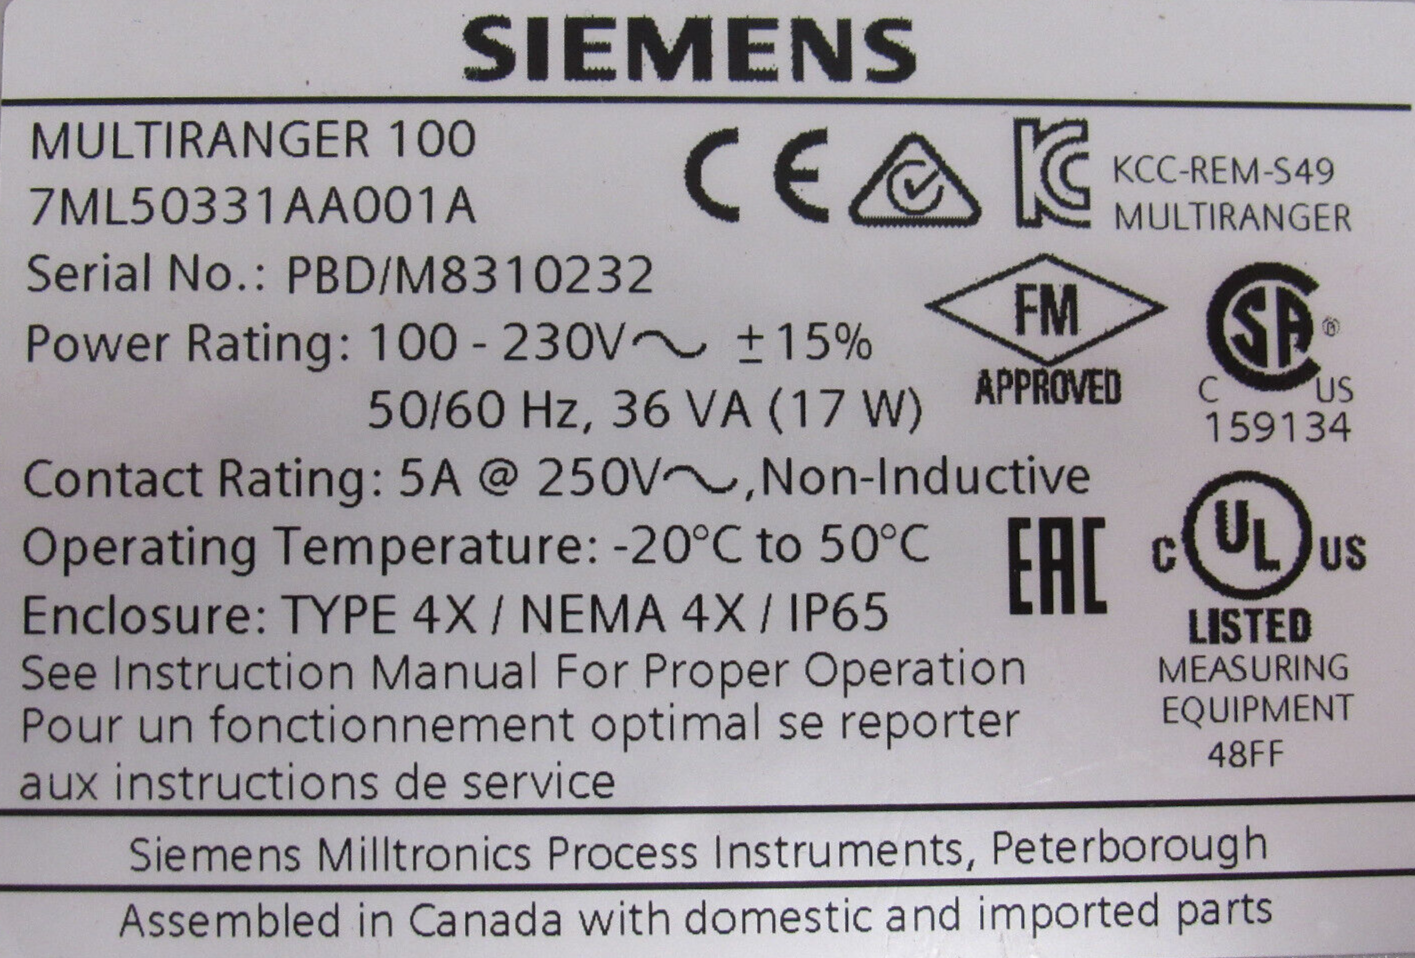 SIEMENS
MULTIRANGER 100
7ML50331AA001A
CE
KC
KCC-REM-S49
MULTIRANGER
Serial No.: PBD/M8310232
Power Rating: 100 - 230V～ ±15%
50/60 Hz, 36 VA (17 W)
FM
APPROVED
SA ®
C US
159134
Contact Rating: 5A @ 250V～, Non-Inductive
Operating Temperature: -20°C to 50°C
Enclosure: TYPE 4X / NEMA 4X / IP65
EAC
C UL US
LISTED
MEASURING
EQUIPMENT
48FF
See Instruction Manual For Proper Operation
Pour un fonctionnement optimal se reporter
aux instructions de service
Siemens Milltronics Process Instruments, Peterborough
Assembled in Canada with domestic and imported parts